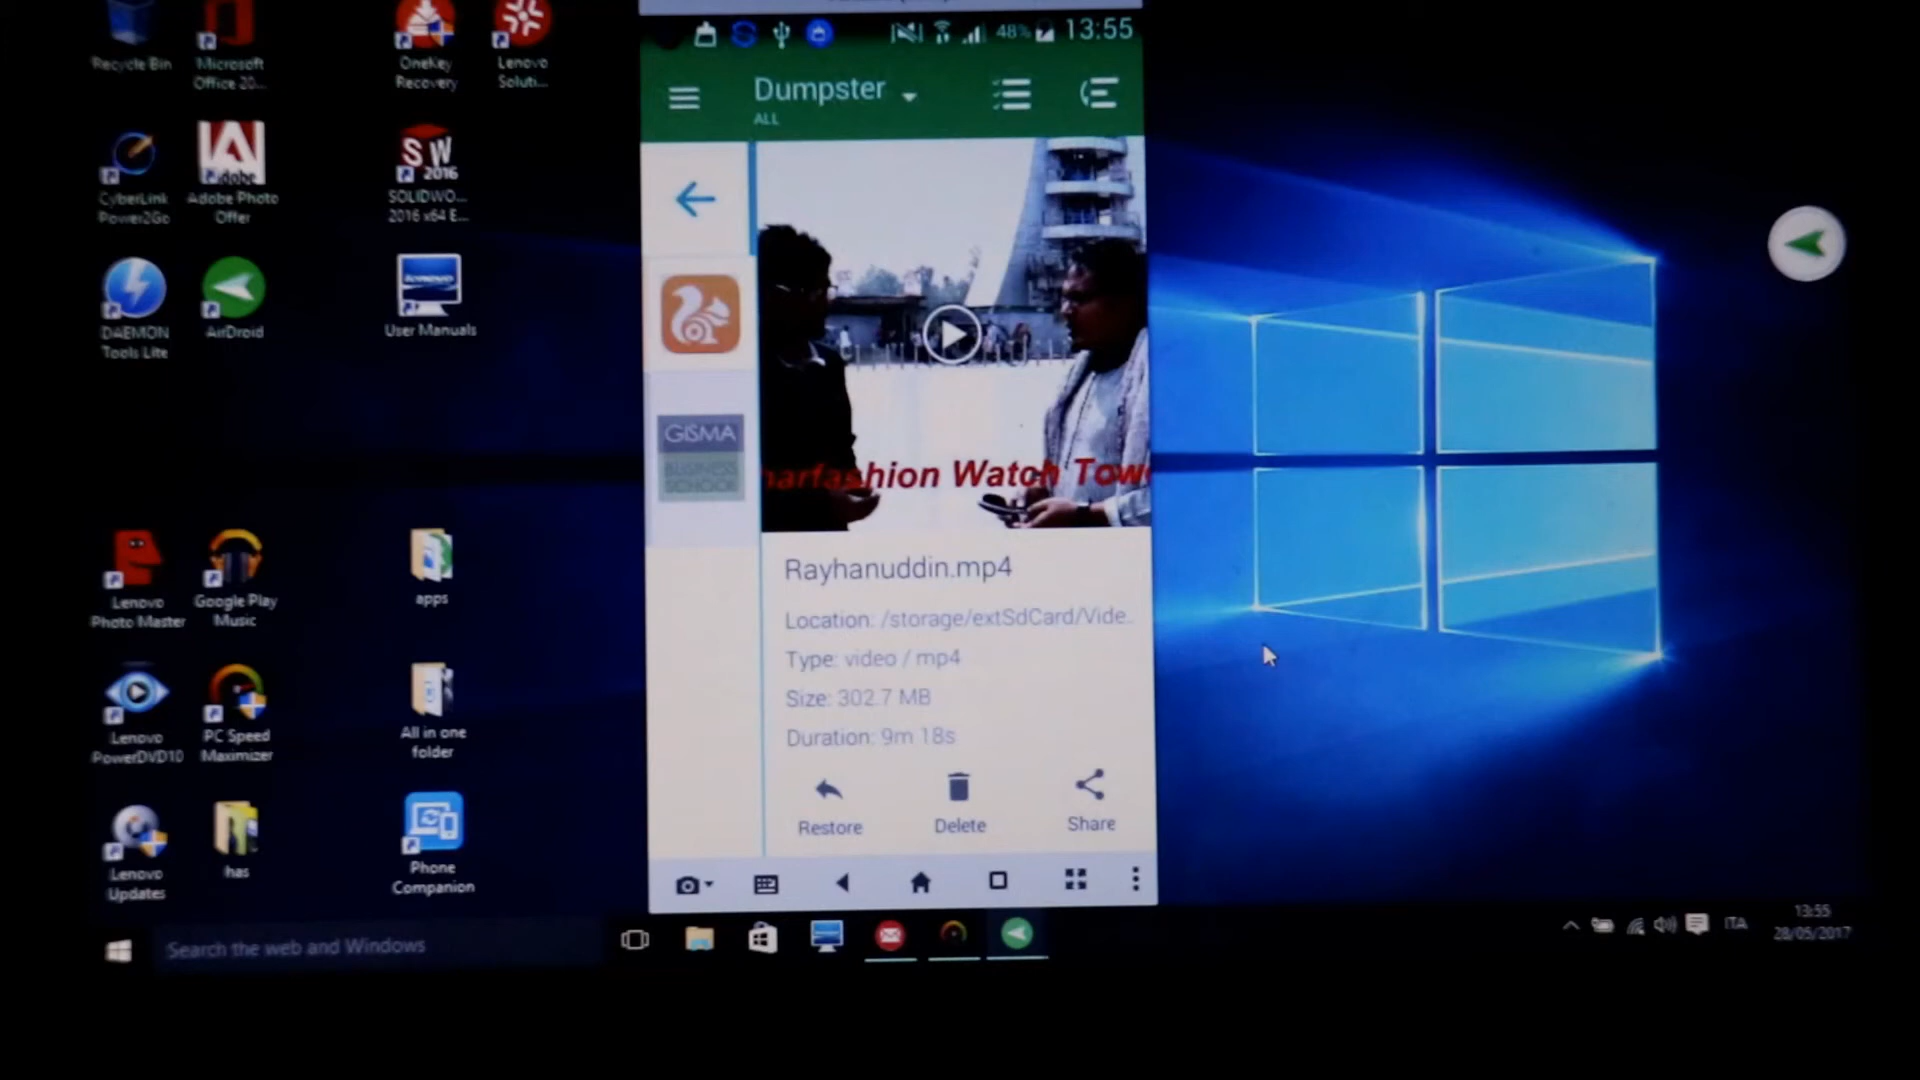 Recycle Bin
Microsoft
Office 20...
OneKey
Recovery
Lenovo
Soluti...
CyberLink
Power2Go
Adobe
Adobe Photo
Offer
SW
2016
SOLIDWO...
2016 x64 E...
DAEMON
Tools Lite
AirDroid
User Manuals
Lenovo
Photo Master
Google Play
Music
apps
Lenovo
PowerDVD10
PC Speed
Maximizer
All in one
folder
Lenovo
Updates
has
Phone
Companion
48%
13:55
Dumpster
ALL
GISMA
BUSINESS
SCHOOL
arfashion Watch Tow
Rayhanuddin.mp4
Location: /storage/extSdCard/Vide..
Type: video / mp4
Size: 302.7 MB
Duration: 9m 18s
Restore
Delete
Share
Search the web and Windows
ITA
13:55
28/05/2017